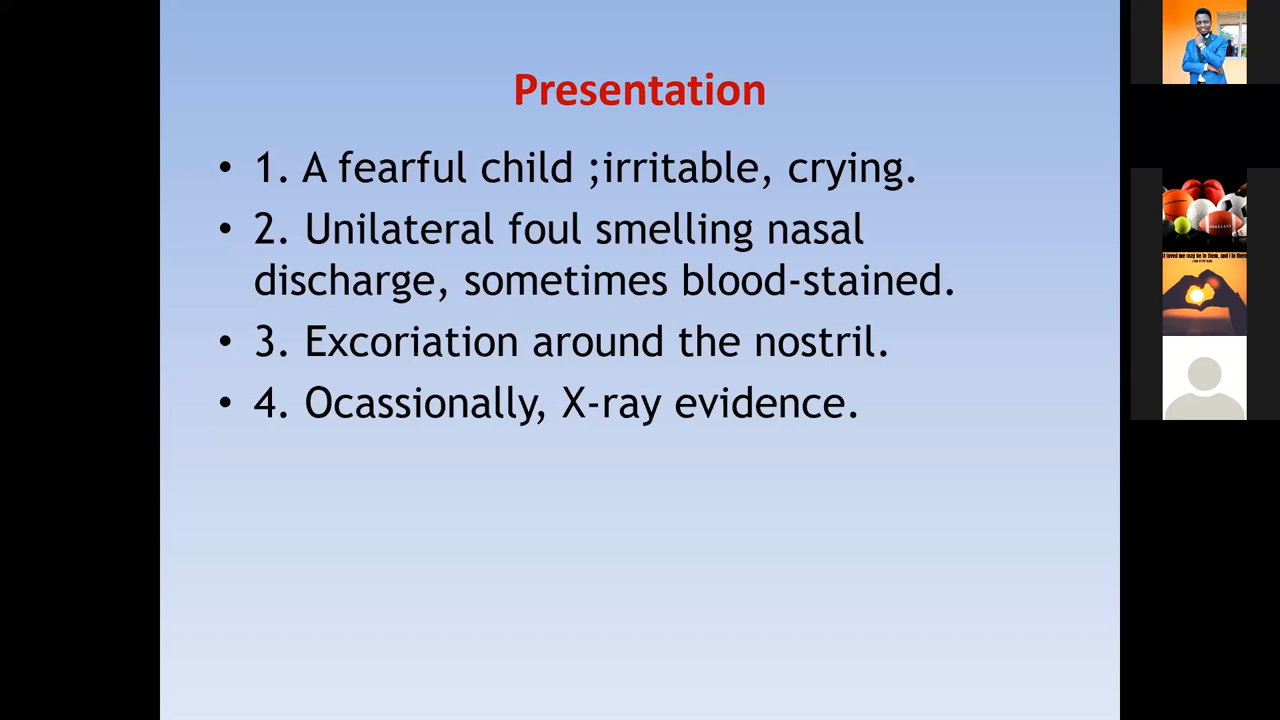 Presentation
• 1. A fearful child ;irritable, crying.
• 2. Unilateral foul smelling nasal
discharge, sometimes blood-stained.
• 3. Excoriation around the nostril.
• 4. Ocassionally, X-ray evidence.